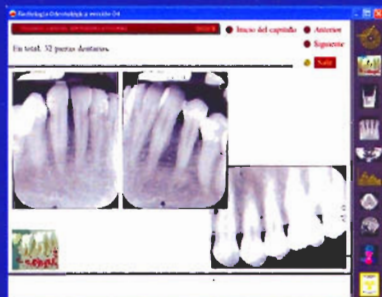 Radiología Odontológica versión 04
Inicio del capítulo
Anterior
Siguiente
Salir
En total, 32 piezas dentarias.